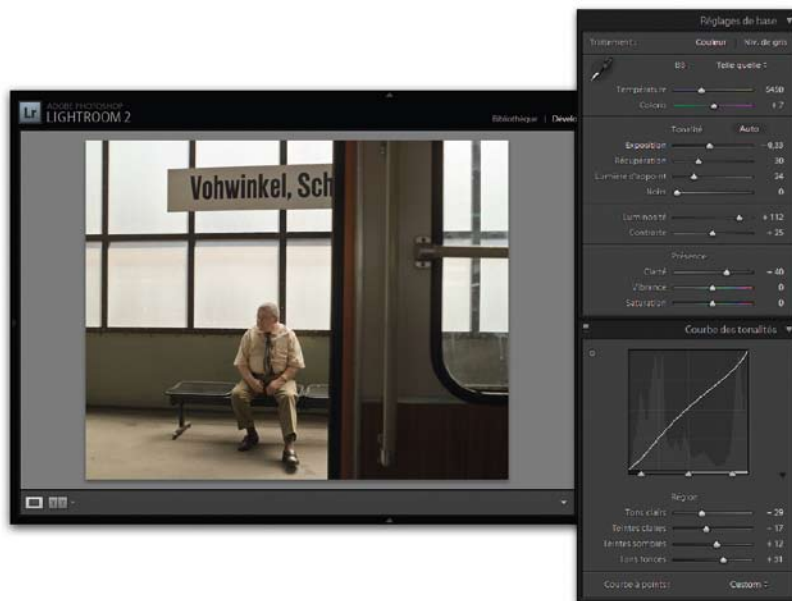 ADOBE PHOTOSHOP
Lr LIGHTROOM 2
Bibliothèque | Dévelo
Vohwinkel, Sch
Réglages de base
Traitement : Couleur | Niv. de gris
BB : Telle quelle
Température 5450
Coloris + 7
Tonalité Auto
Exposition - 0,33
Récupération 30
Lumière d'appoint 24
Noirs 0
Luminosité + 112
Contraste + 25
Présence
Clarté + 40
Vibrance 0
Saturation 0
Courbe des tonalités
Région
Tons clairs - 29
Teintes claires - 17
Teintes sombres + 12
Tons foncés + 31
Courbe à points : Custom